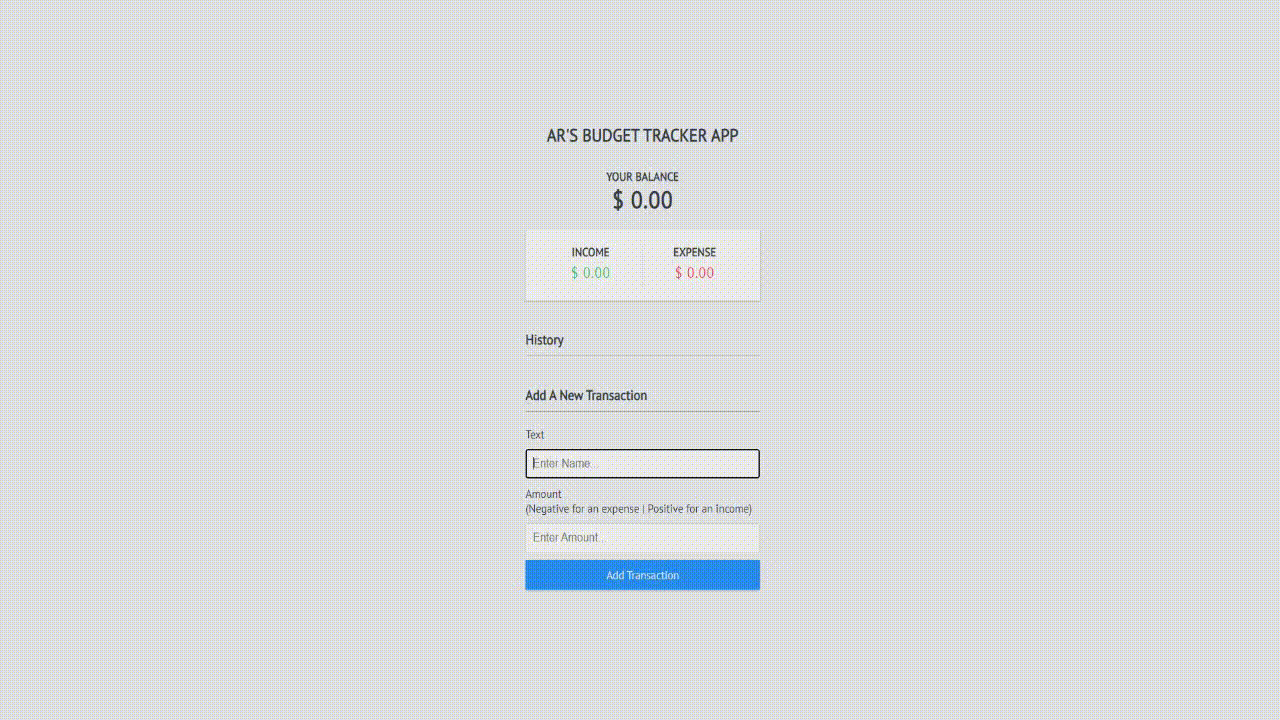 AR'S BUDGET TRACKER APP
YOUR BALANCE
$ 0.00
INCOME EXPENSE
$ 0.00 $ 0.00
History
Add A New Transaction
Text
Enter Name...
Amount
(Negative for an expense | Positive for an income)
Enter Amount...
Add Transaction